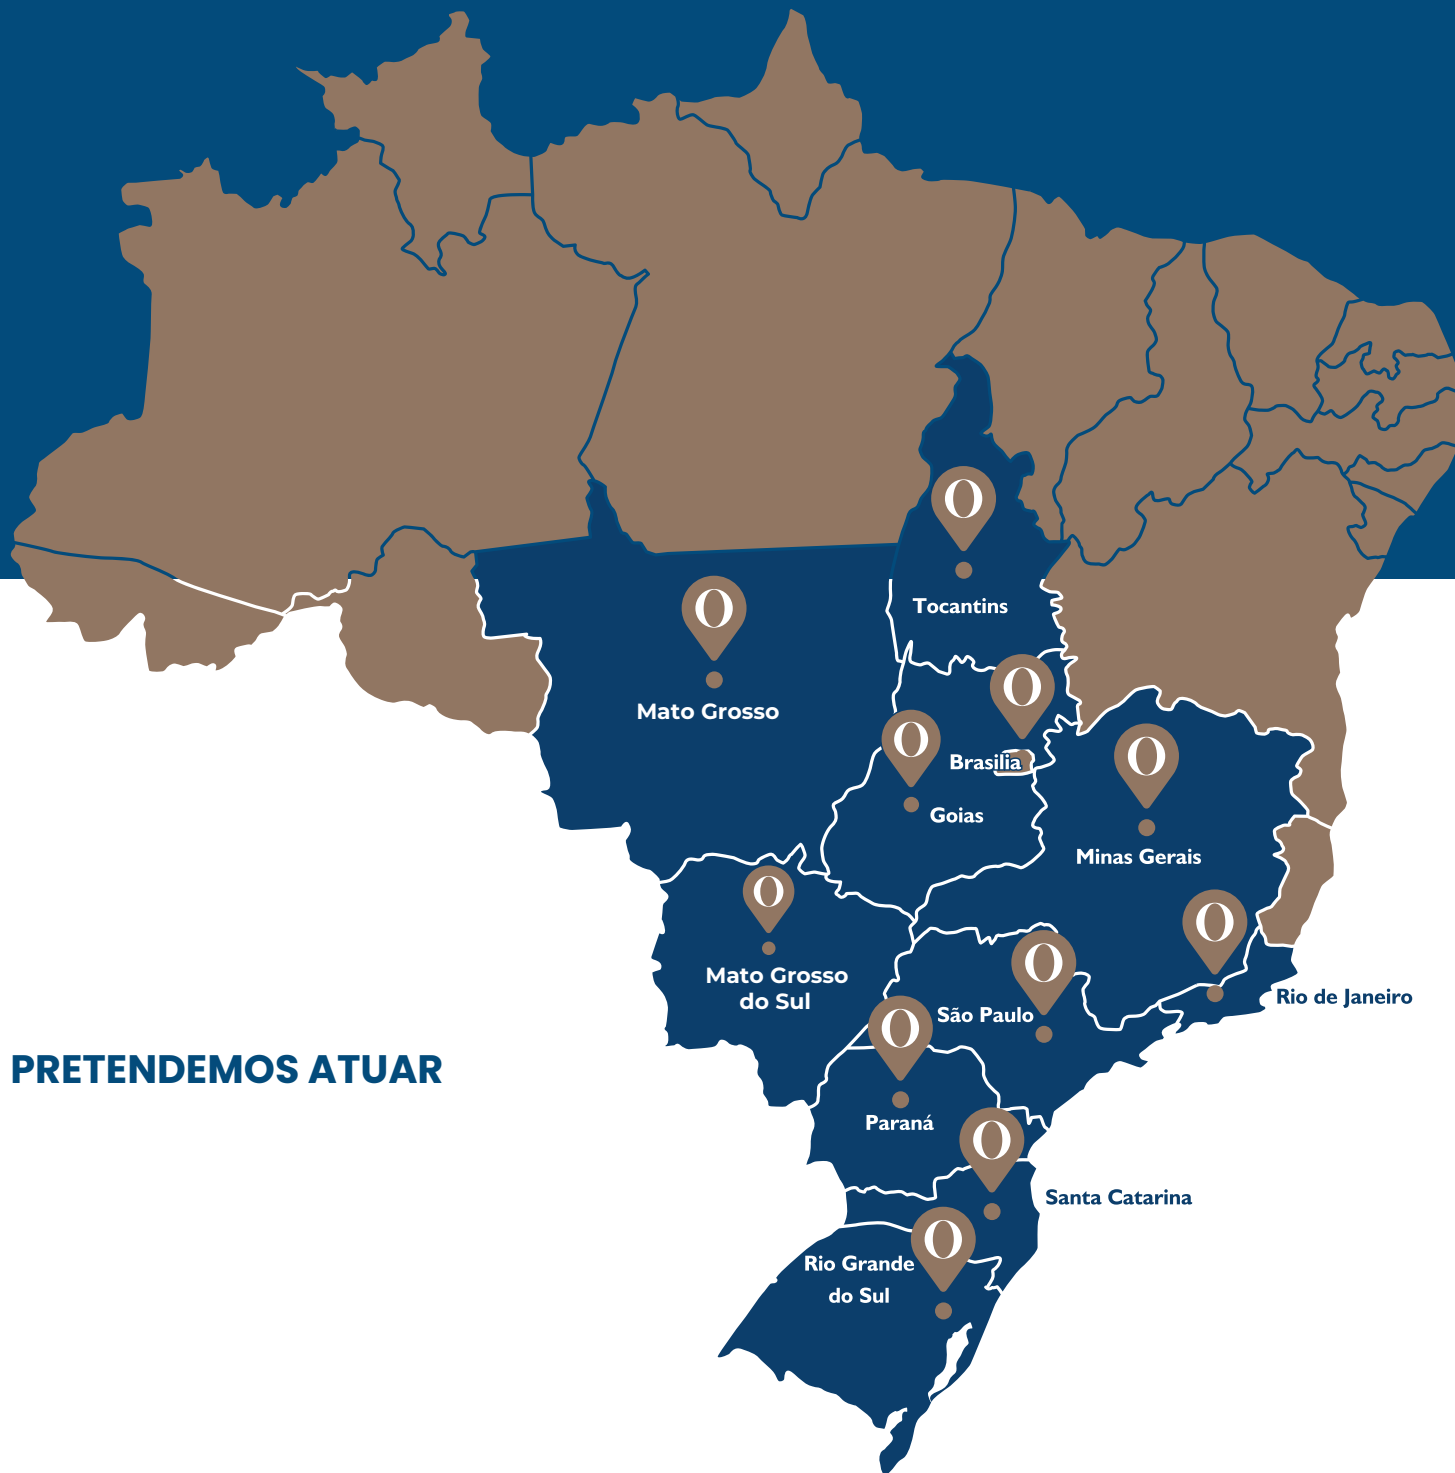 Tocantins
Mato Grosso
Brasilia
Goias
Minas Gerais
Mato Grosso
do Sul
Rio de Janeiro
São Paulo
PRETENDEMOS ATUAR
Paraná
Santa Catarina
Rio Grande
do Sul